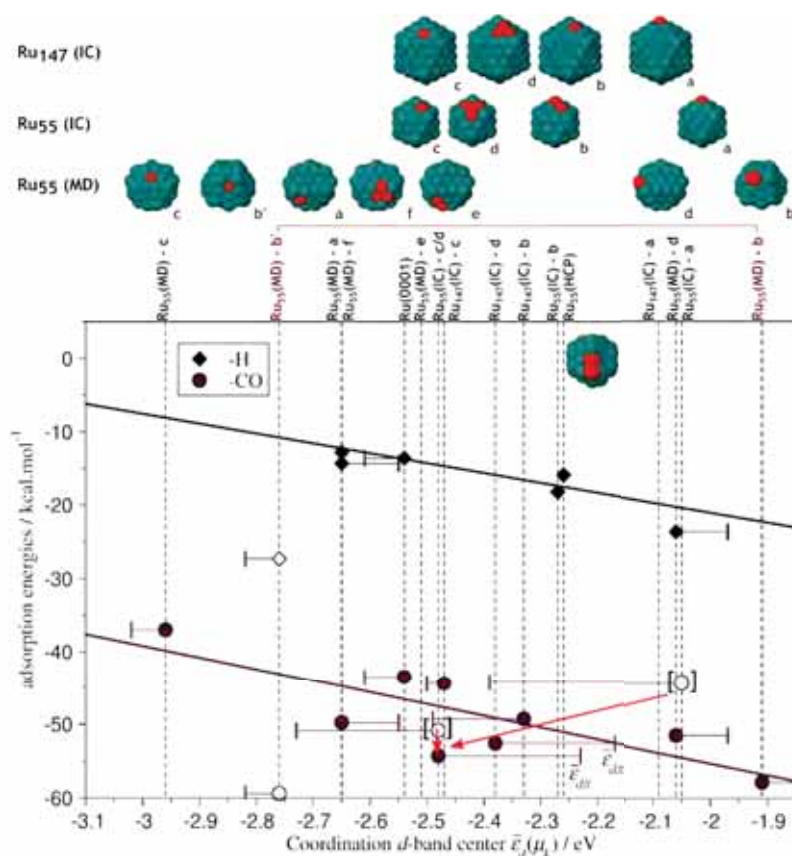 Ru147 (IC)
c d b a
Ru55 (IC)
c d b a
Ru55 (MD)
c b' a f e d b
Ru55(MD) - c
Ru55(MD) - b'
Ru55(MD) - a
Ru55(MD) - f
Ru(0001)
Ru55(MD) - e
Ru55(IC) - c/d
Ru147(IC) - c
Ru147(IC) - d
Ru147(IC) - b
Ru55(IC) - b
Ru55(HCP)
Ru147(IC) - a
Ru55(MD) - d
Ru55(IC) - a
Ru55(MD) - b
-H
-CO
adsorption energies / kcal.mol⁻¹
0
-10
-20
-30
-40
-50
-60
-3.1 -3 -2.9 -2.8 -2.7 -2.6 -2.5 -2.4 -2.3 -2.2 -2.1 -2 -1.9
Coordination d-band center ε̄d(μk) / eV